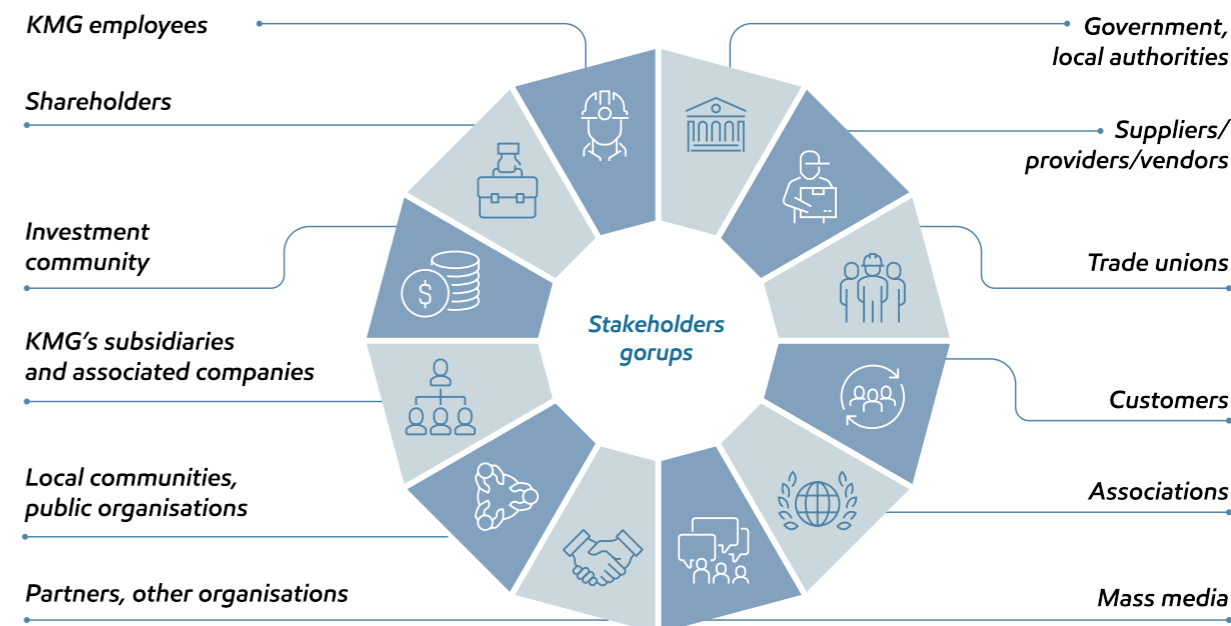 KMG employees
Shareholders
Investment
community
KMG's subsidiaries
and associated companies
Local communities,
public organisations
Partners, other organisations
Stakeholders
gorups
$
Government,
local authorities
Suppliers/
providers/vendors
Trade unions
Customers
Associations
Mass media